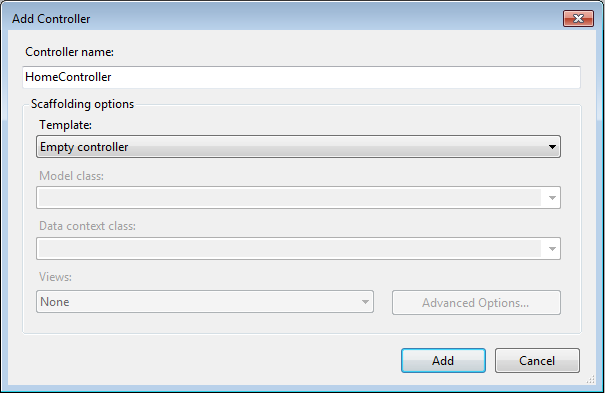 Add Controller
Controller name:
HomeController
Scaffolding options
Template:
Empty controller
Model class:
Data context class:
Views:
None
Advanced Options...
Add
Cancel